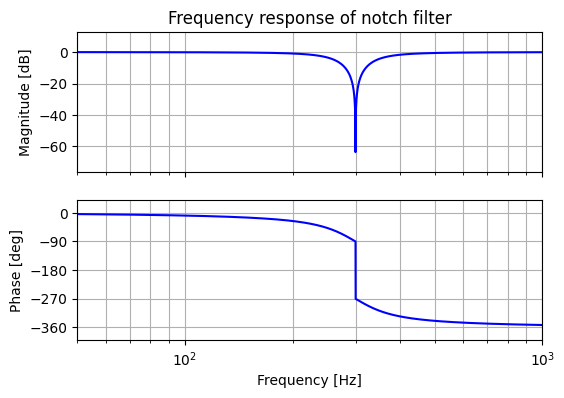 Frequency response of notch filter
Magnitude [dB]
0
−20
−40
−60
Phase [deg]
0
−90
−180
−270
−360
10²
10³
Frequency [Hz]